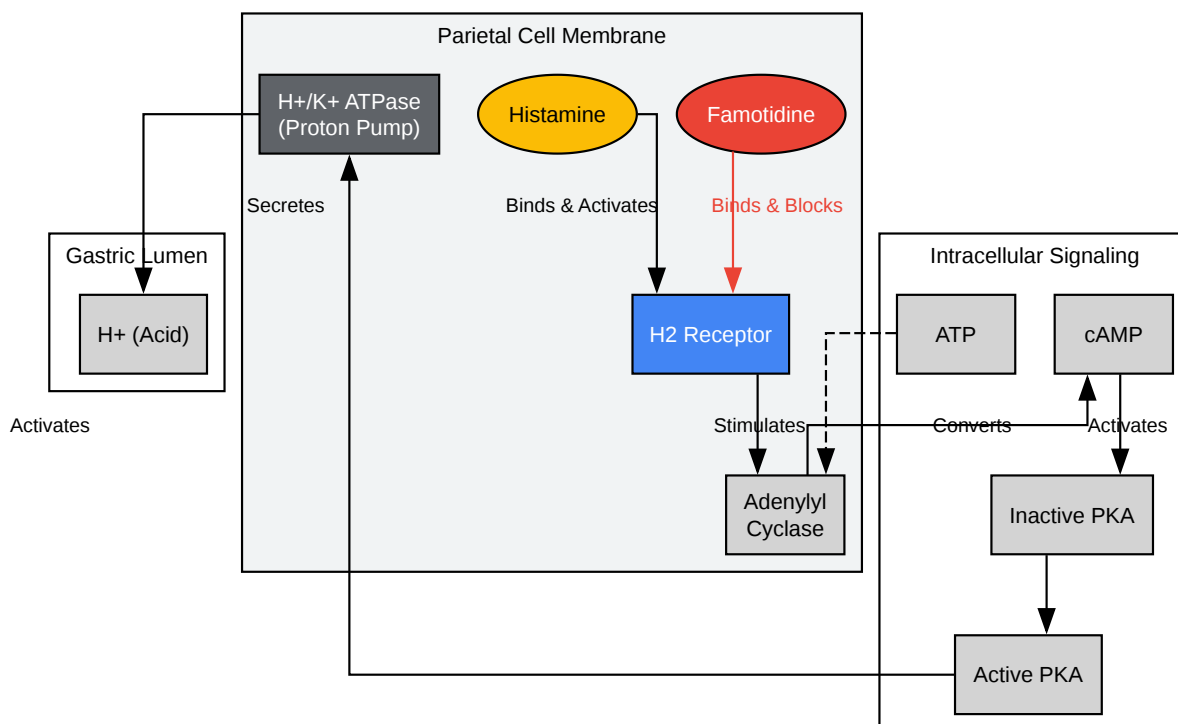 Parietal Cell Membrane
H+/K+ ATPase
(Proton Pump)
Histamine
Famotidine
Secretes
Binds & Activates
Binds & Blocks
Gastric Lumen
Intracellular Signaling
H+ (Acid)
H2 Receptor
ATP
cAMP
Activates
Stimulates
Converts
Activates
Adenylyl
Cyclase
Inactive PKA
Active PKA